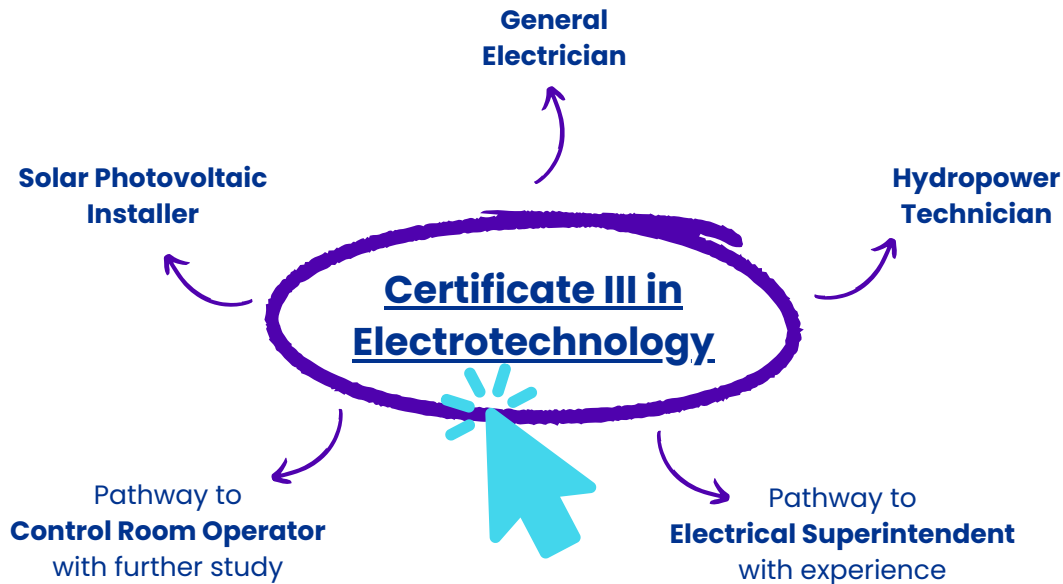 General
Electrician
Solar Photovoltaic
Installer
Hydropower
Technician
Certificate III in
Electrotechnology
Pathway to
Control Room Operator
with further study
Pathway to
Electrical Superintendent
with experience